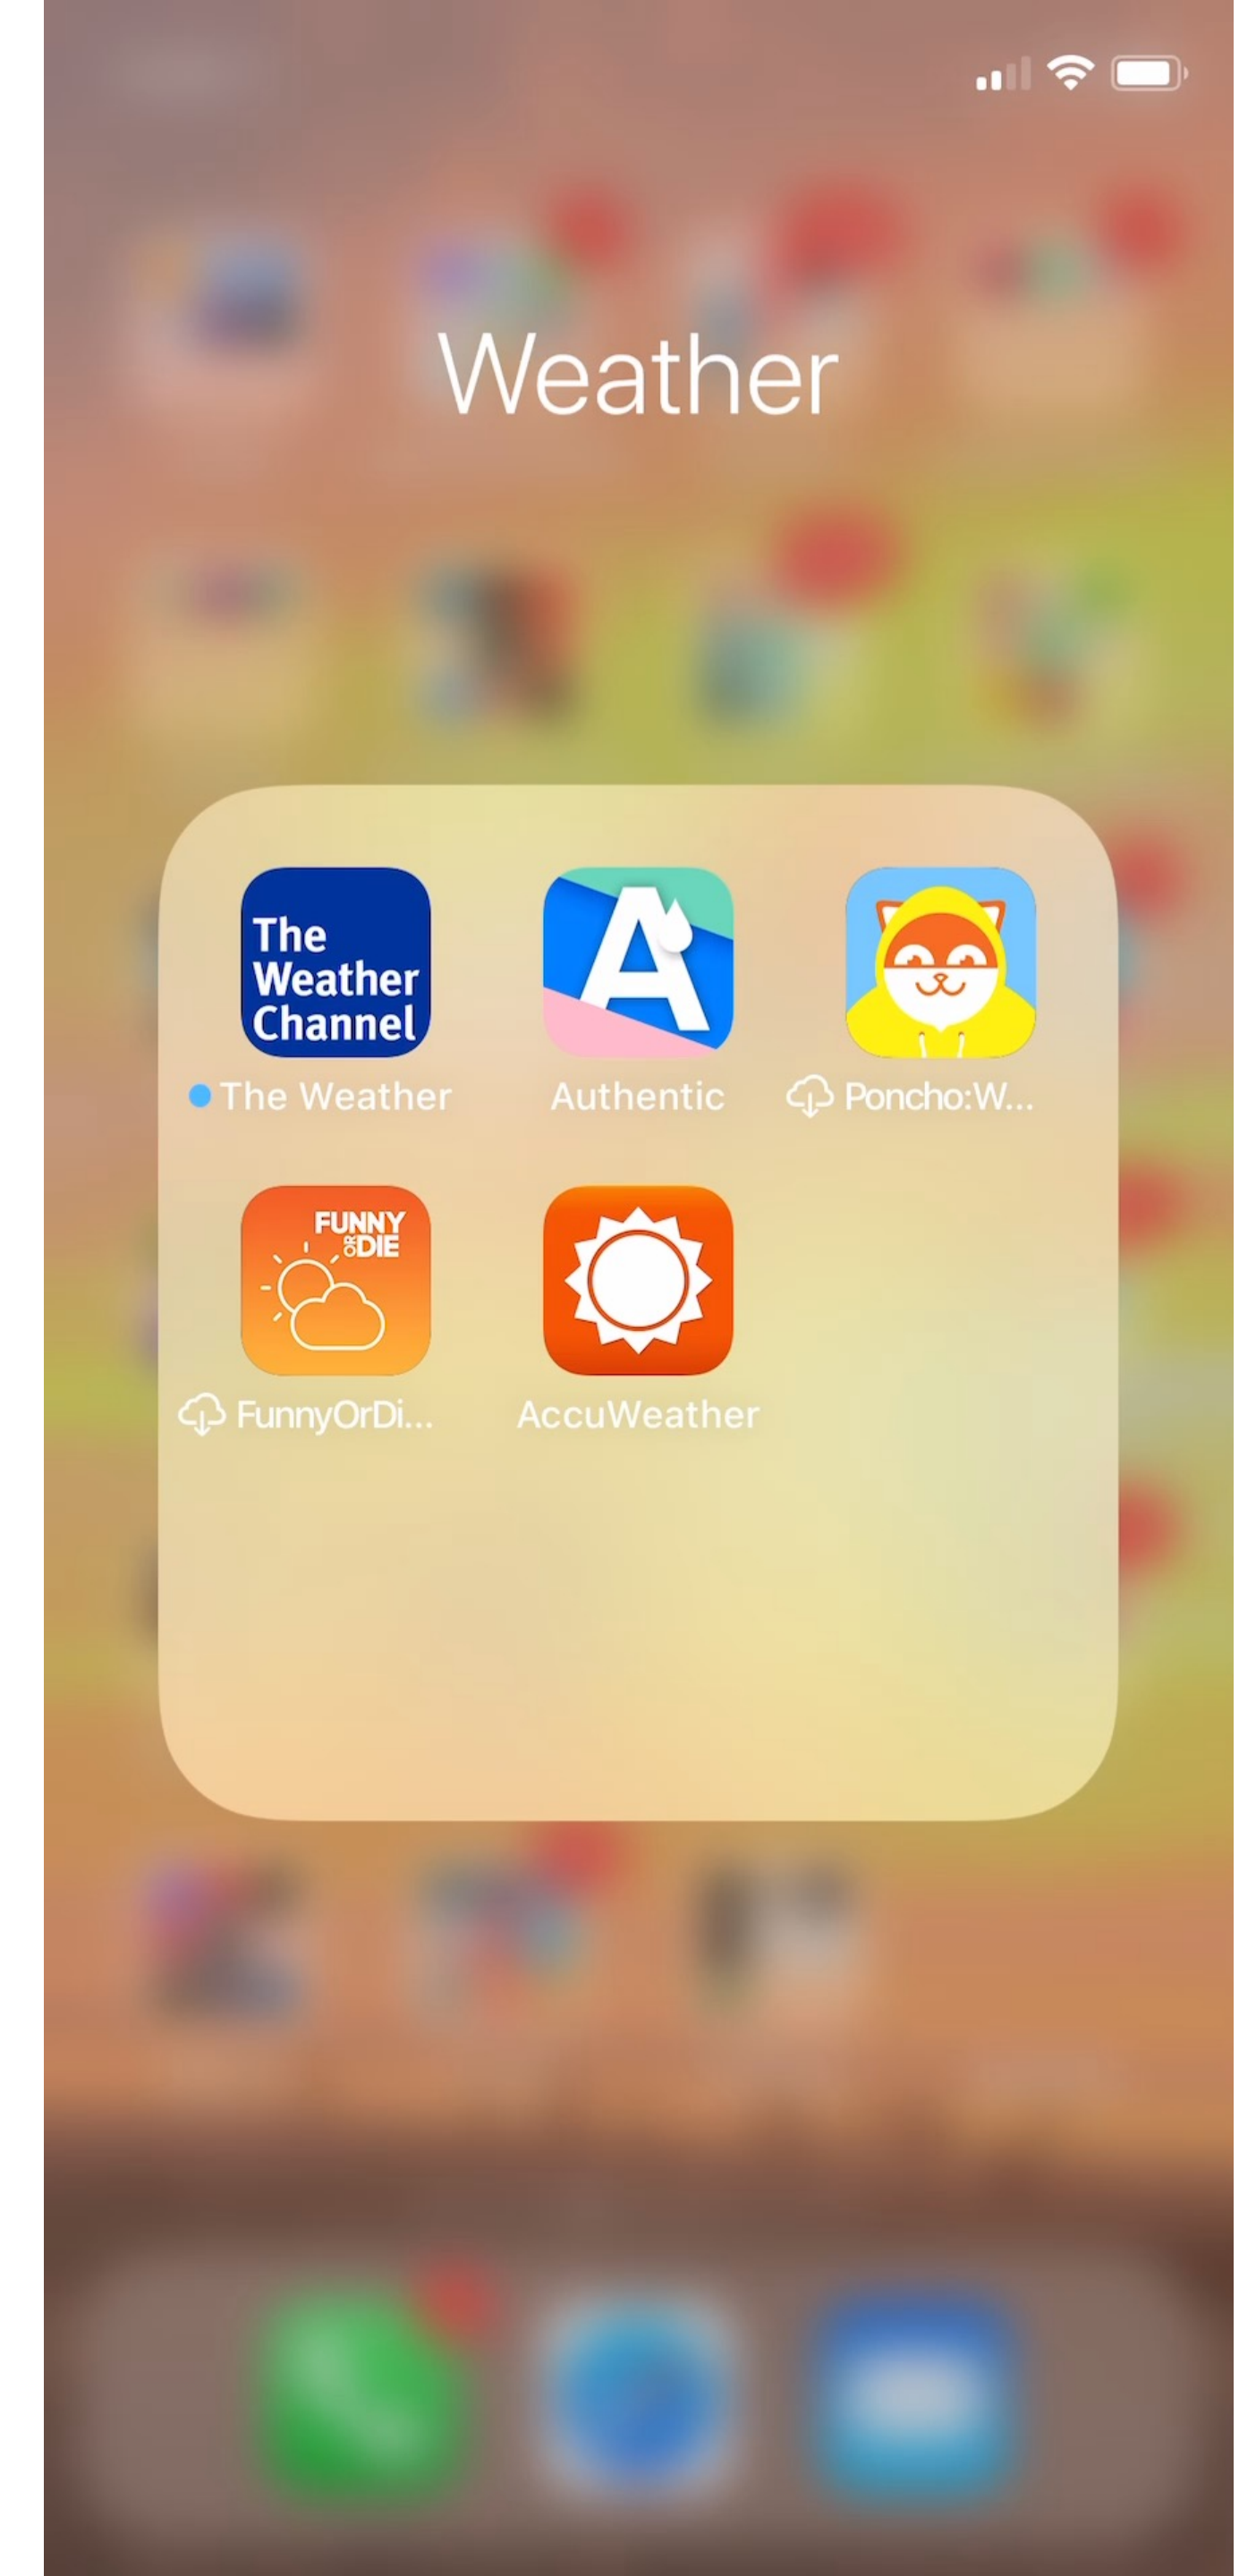 Weather
The
Weather
Channel
A
The Weather
Authentic
Poncho:W...
FUNNY
OR DIE
FunnyOrDi...
AccuWeather